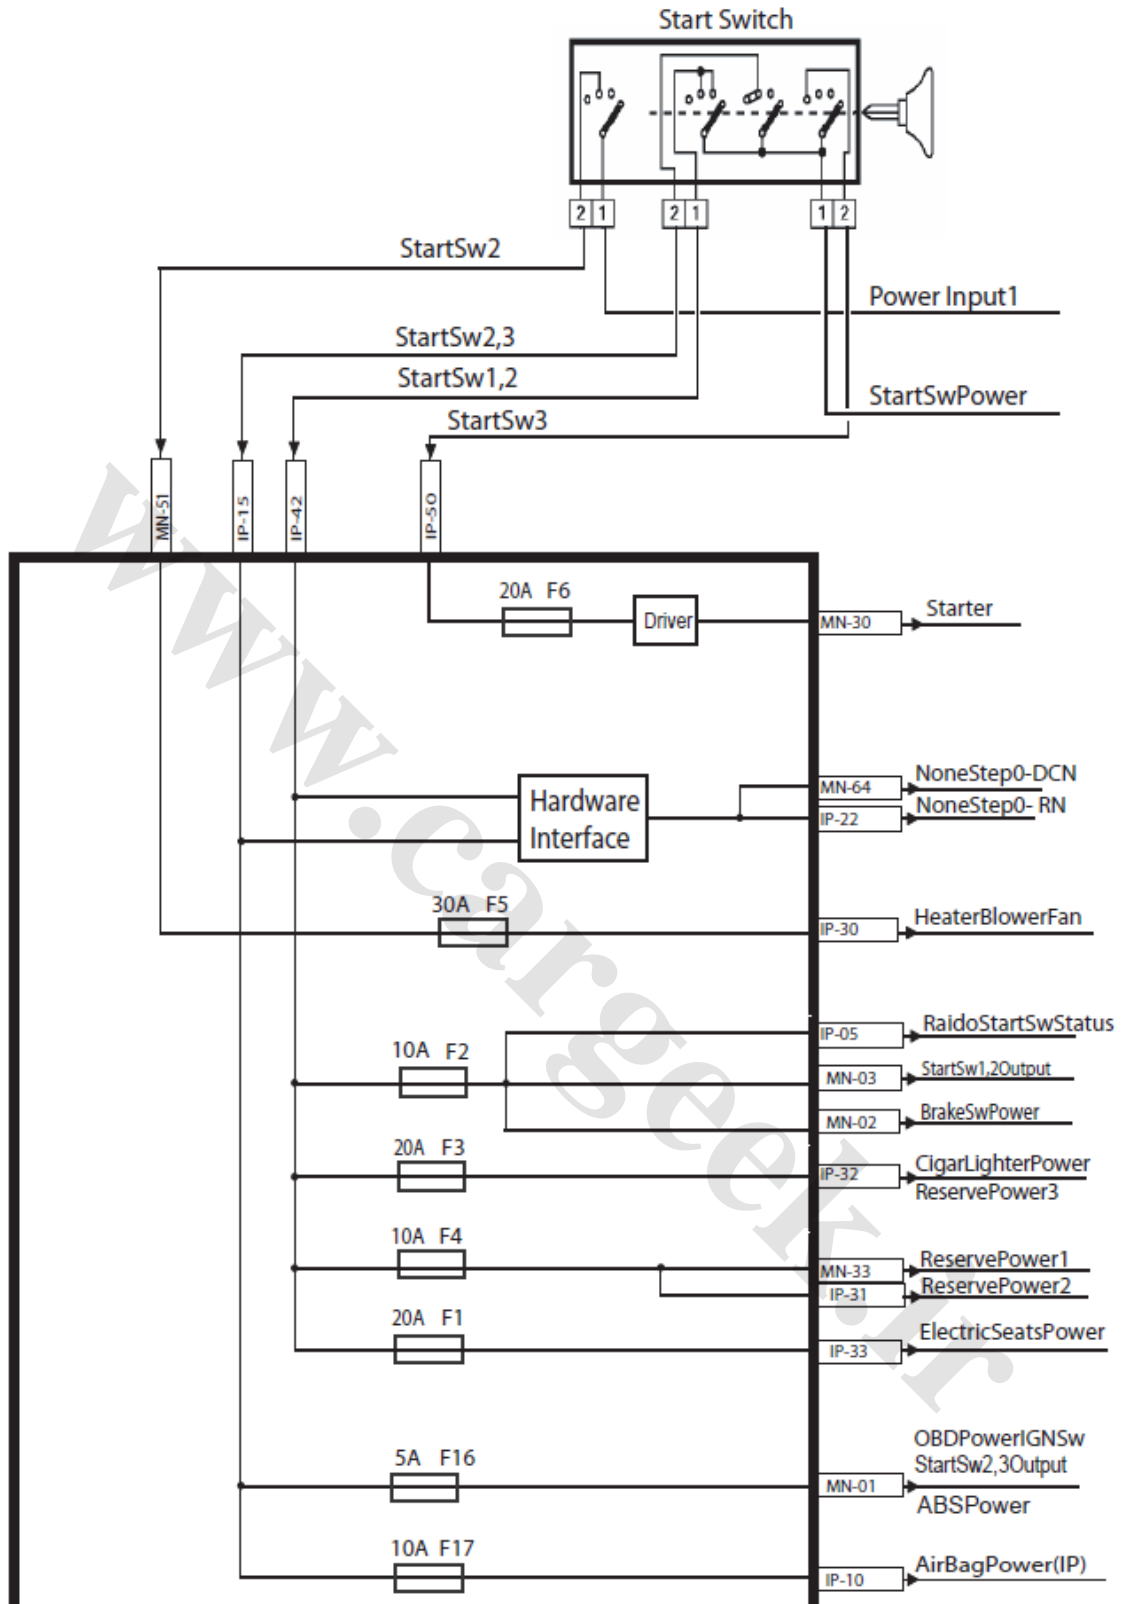 Start Switch
2 1 2 1 1 2
StartSw2
Power Input1
StartSw2,3
StartSw1,2
StartSwPower
StartSw3
MN-51 IP-15 IP-42 IP-50
20A F6
Driver
MN-30
Starter
Hardware
Interface
MN-64
NoneStep0-DCN
IP-22
NoneStep0- RN
30A F5
IP-30
HeaterBlowerFan
IP-05
RaidoStartSwStatus
10A F2
MN-03
StartSw1,2Output
MN-02
BrakeSwPower
20A F3
IP-32
CigarLighterPower
ReservePower3
10A F4
MN-33
ReservePower1
IP-31
ReservePower2
20A F1
IP-33
ElectricSeatsPower
5A F16
MN-01
OBDPowerIGNSw
StartSw2,3Output
ABSPower
10A F17
IP-10
AirBagPower(IP)
www.cargeek.ir